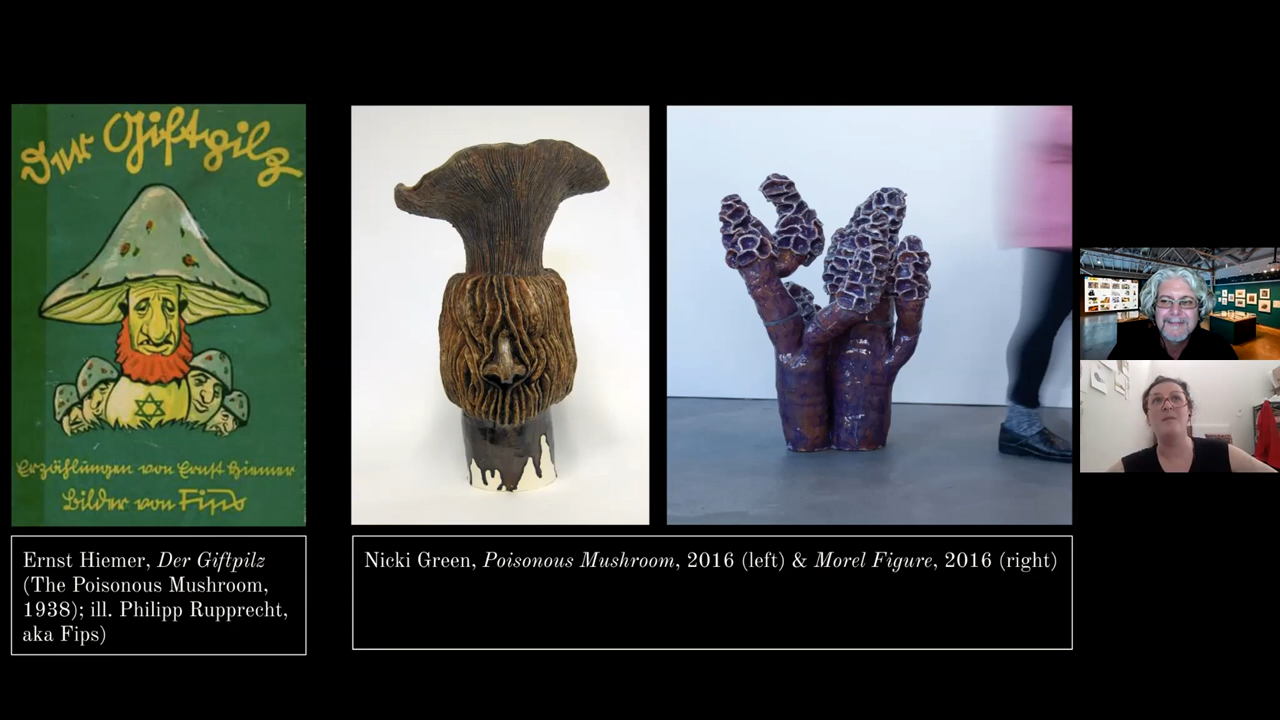 Der Giftpilz
Erzählungen von Ernst Hiemer
Bilder von Fips
Ernst Hiemer, Der Giftpilz
(The Poisonous Mushroom,
1938); ill. Philipp Rupprecht,
aka Fips)
Nicki Green, Poisonous Mushroom, 2016 (left) & Morel Figure, 2016 (right)